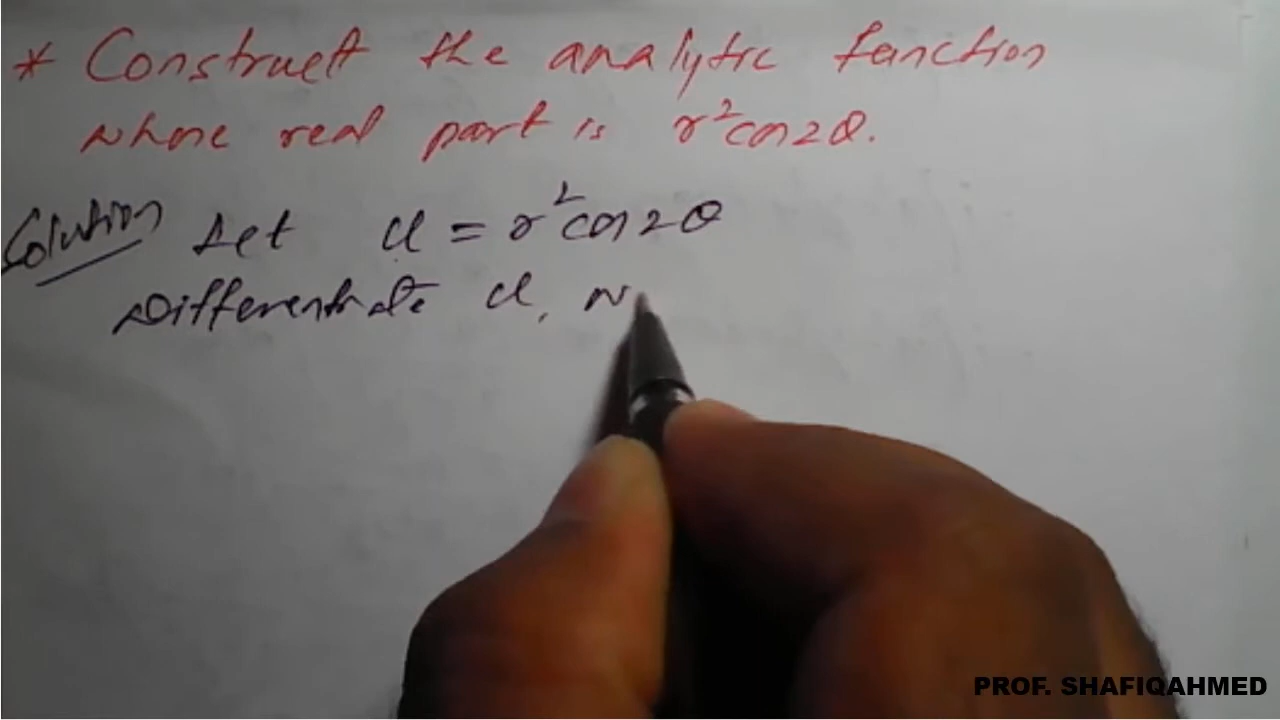 * Construct the analytic function
whose real part is r²cos2θ.
Solution Let u = r²cos2θ
Differentiate u, w
PROF. SHAFIQAHMED